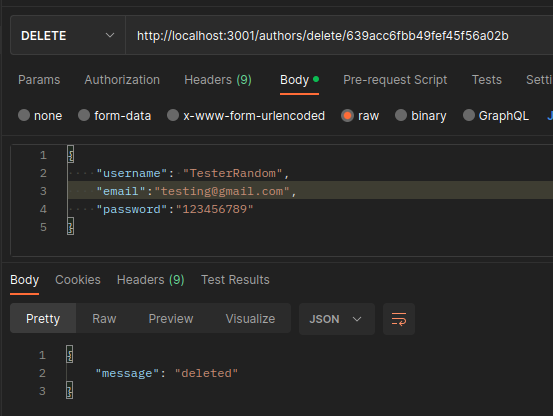 DELETE http://localhost:3001/authors/delete/639acc6fbb49fef45f56a02b
Params Authorization Headers (9) Body Pre-request Script Tests Setti
none form-data x-www-form-urlencoded raw binary GraphQL
1 {
2 "username": "TesterRandom",
3 "email":"testing@gmail.com",
4 "password":"123456789"
5 }
Body Cookies Headers (9) Test Results
Pretty Raw Preview Visualize JSON
1 {
2 "message": "deleted"
3 }